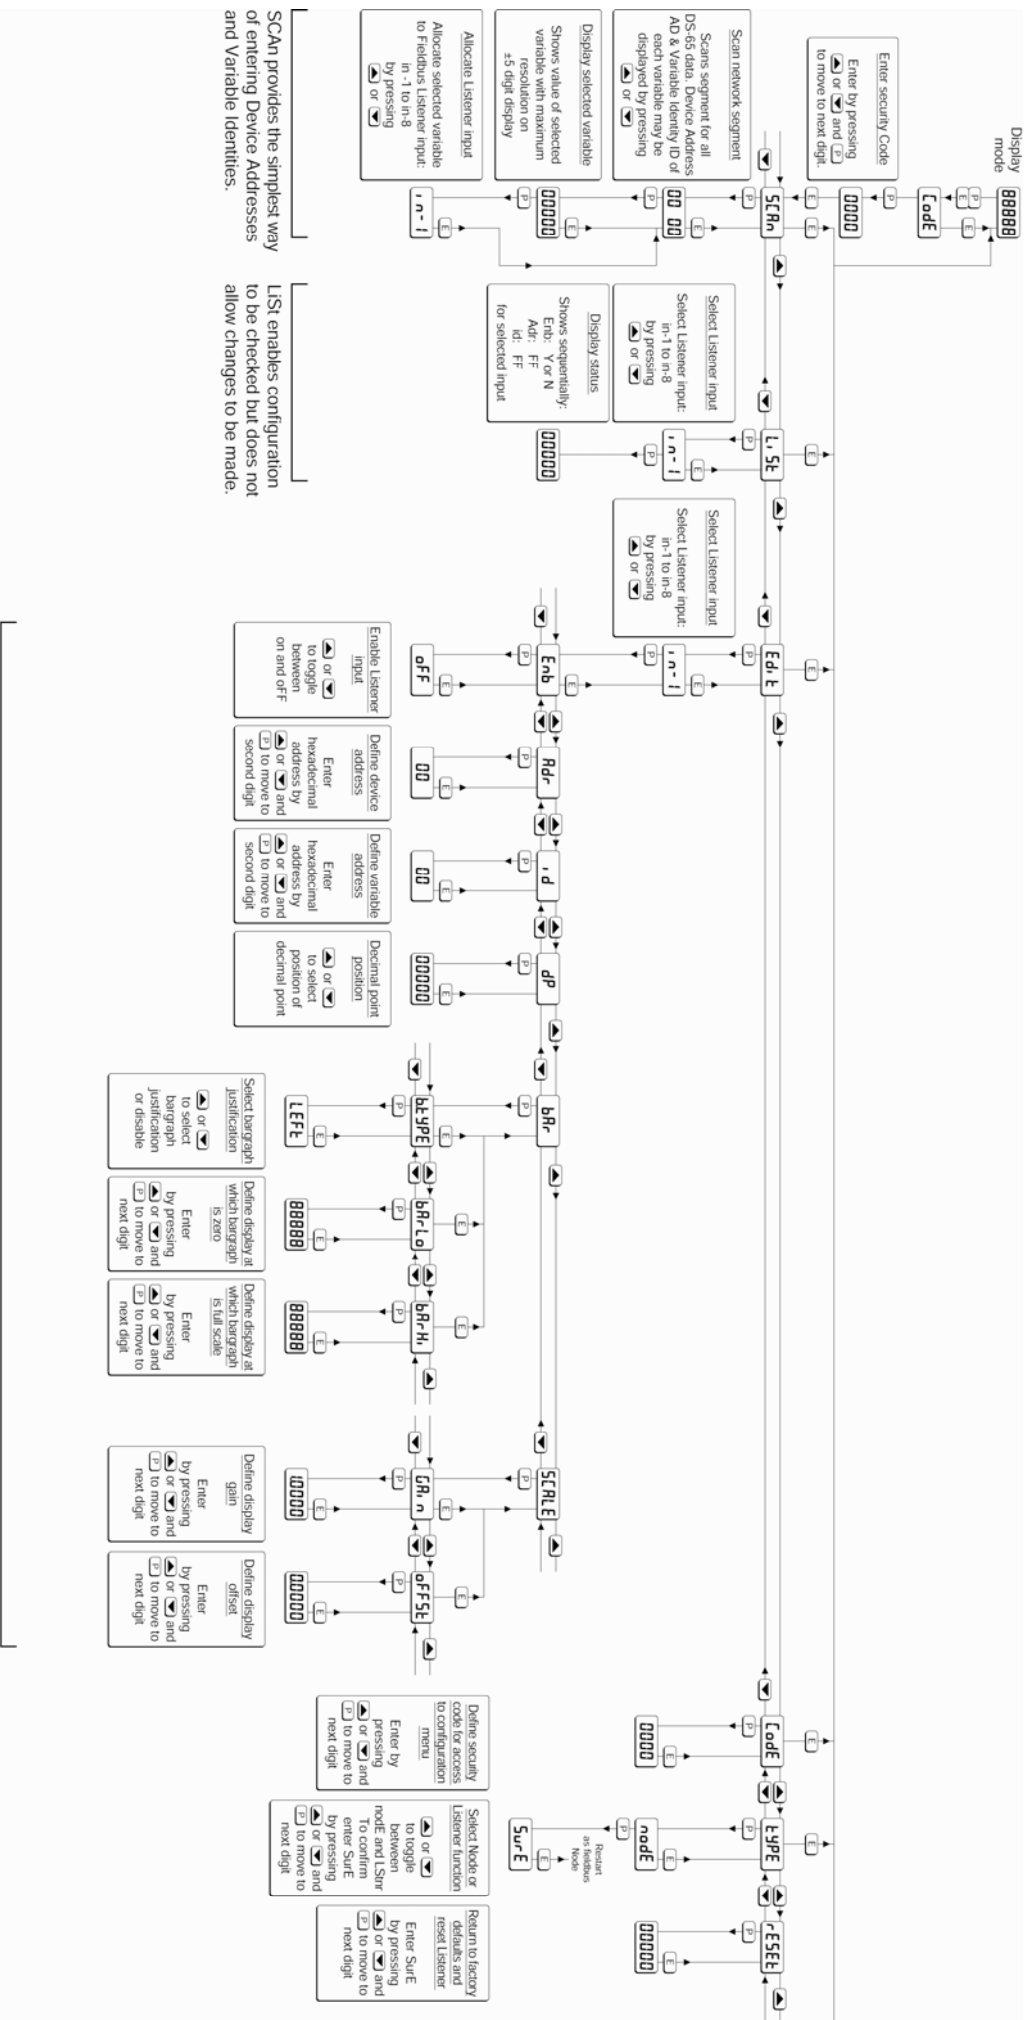 Display
mode
88888
P
E
E
CodE
P
0000
E
E
Enter security Code
Enter by pressing
▲ or ▼ and P
to move to next digit.
SCAn
P
E
00 00
P
E
00000
P
E
in-1
Scan network segment
Scans segment for all
DS-65 data. Device Address
AD & Variable Identity ID of
each variable may be
displayed by pressing
▲ or ▼
Display selected variable
Shows value of selected
variable with maximum
resolution on
±5 digit display
Allocate Listener input
Allocate selected variable
to Fieldbus Listener input:
in -1 to in-8
by pressing
▲ or ▼
SCAn provides the simplest way
of entering Device Addresses
and Variable Identities.
E
LiSt
P
E
in-1
P
00000
Select Listener input
Select Listener input:
in-1 to in-8
by pressing
▲ or ▼
Display status
Shows sequentially:
Enb: Y or N
Adr: FF
id: FF
for selected input
LiSt enables configuration
to be checked but does not
allow changes to be made.
E
Edit
P
E
in-1
P
E
Select Listener input
Select Listener input:
in-1 to in-8
by pressing
▲ or ▼
Enb
P
E
oFF
Enable Listener
input
▲ or ▼
to toggle
between
on and oFF
Adr
P
E
00
Define device
address
Enter
hexadecimal
address by
▲ or ▼ and
P to move to
second digit
id
P
E
00
Define variable
address
Enter
hexadecimal
address by
▲ or ▼ and
P to move to
second digit
dP
P
E
00000
Decimal point
position
▲ or ▼
to select
position of
decimal point
bAr
P
btYPE
E
P
E
LEFt
Select bargraph
justification
▲ or ▼
to select
bargraph
justification
or disable
E
bArLo
P
E
88888
Define display at
which bargraph
is zero
Enter
by pressing
▲ or ▼ and
P to move to
next digit
E
bArHi
P
E
88888
Define display at
which bargraph
is full scale
Enter
by pressing
▲ or ▼ and
P to move to
next digit
SCALE
P
GAin
E
P
E
1.0000
Define display
gain
Enter
by pressing
▲ or ▼ and
P to move to
next digit
E
oFFSt
P
E
0.0000
Define display
offset
Enter
by pressing
▲ or ▼ and
P to move to
next digit
E
CodE
P
E
0000
Define security
code for access
to configuration
menu
Enter by
pressing
▲ or ▼ and
P to move to
next digit
E
tYPE
P
E
nodE
P
Restart
as fieldbus
Node
E
SurE
Select Node or
Listener function
▲ or ▼
to toggle
between
nodE and LStnr
To confirm
enter SurE
by pressing
▲ or ▼ and
P to move to
next digit
rESEt
P
E
00000
Return to factory
defaults and
reset Listener
Enter SurE
by pressing
▲ or ▼ and
P to move to
next digit